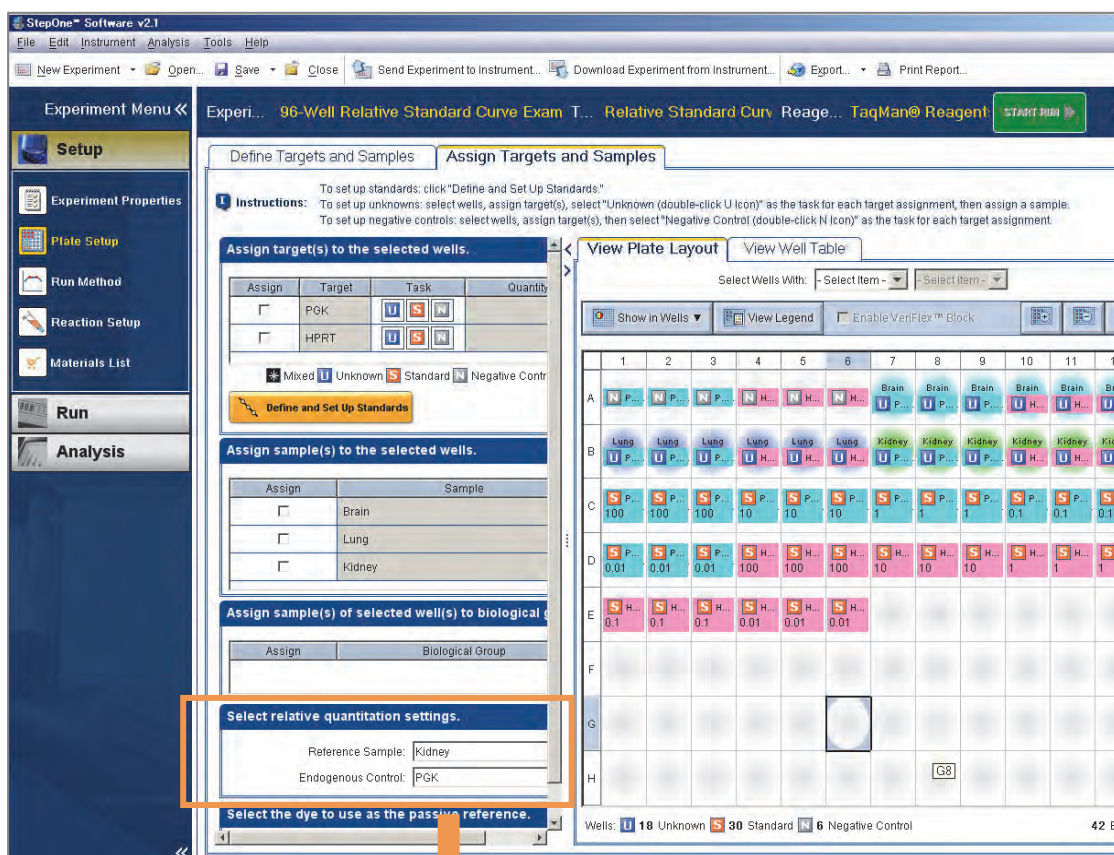 StepOne™ Software v2.1
File Edit Instrument Analysis Tools Help
New Experiment Open... Save Close Send Experiment to Instrument... Download Experiment from Instrument... Export... Print Report...
Experiment Menu «
Experi... 96-Well Relative Standard Curve Exam T... Relative Standard Curv Reage... TaqMan® Reagent START RUN
Setup
Experiment Properties
Plate Setup
Run Method
Reaction Setup
Materials List
Run
Analysis
«
Define Targets and Samples Assign Targets and Samples
Instructions:
To set up standards: click "Define and Set Up Standards."
To set up unknowns: select wells, assign target(s), select "Unknown (double-click U Icon)" as the task for each target assignment, then assign a sample.
To set up negative controls: select wells, assign target(s), then select "Negative Control (double-click N Icon)" as the task for each target assignment.
Assign target(s) to the selected wells.
Assign Target Task Quantity
PGK U S N
HPRT U S N
Mixed U Unknown S Standard N Negative Contr
Define and Set Up Standards
Assign sample(s) to the selected wells.
Assign Sample
Brain
Lung
Kidney
Assign sample(s) of selected well(s) to biological g
Assign Biological Group
Select relative quantitation settings.
Reference Sample: Kidney
Endogenous Control: PGK
Select the dye to use as the passive reference.
View Plate Layout View Well Table
Select Wells With: - Select Item - - Select Item -
Show in Wells ▼ View Legend Enable VeriFlex™ Block
1 2 3 4 5 6 7 8 9 10 11 1
A N P... N P... N P... N H... N H... N H... Brain U P... Brain U P... Brain U P... Brain U H... Brain U H... Br U
B Lung U P... Lung U P... Lung U P... Lung U H... Lung U H... Lung U H... Kidney U P... Kidney U P... Kidney U P... Kidney U H... Kidney U H... Kid U
C S P... 100 S P... 100 S P... 100 S P... 10 S P... 10 S P... 10 S P... 1 S P... 1 S P... 1 S P... 0.1 S P... 0.1 S 0.1
D S P... 0.01 S P... 0.01 S P... 0.01 S H... 100 S H... 100 S H... 100 S H... 10 S H... 10 S H... 10 S H... 1 S H... 1 S 1
E S H... 0.1 S H... 0.1 S H... 0.1 S H... 0.01 S H... 0.01 S H... 0.01
F
G
H
G8
Wells: U 18 Unknown S 30 Standard N 6 Negative Control 42 E